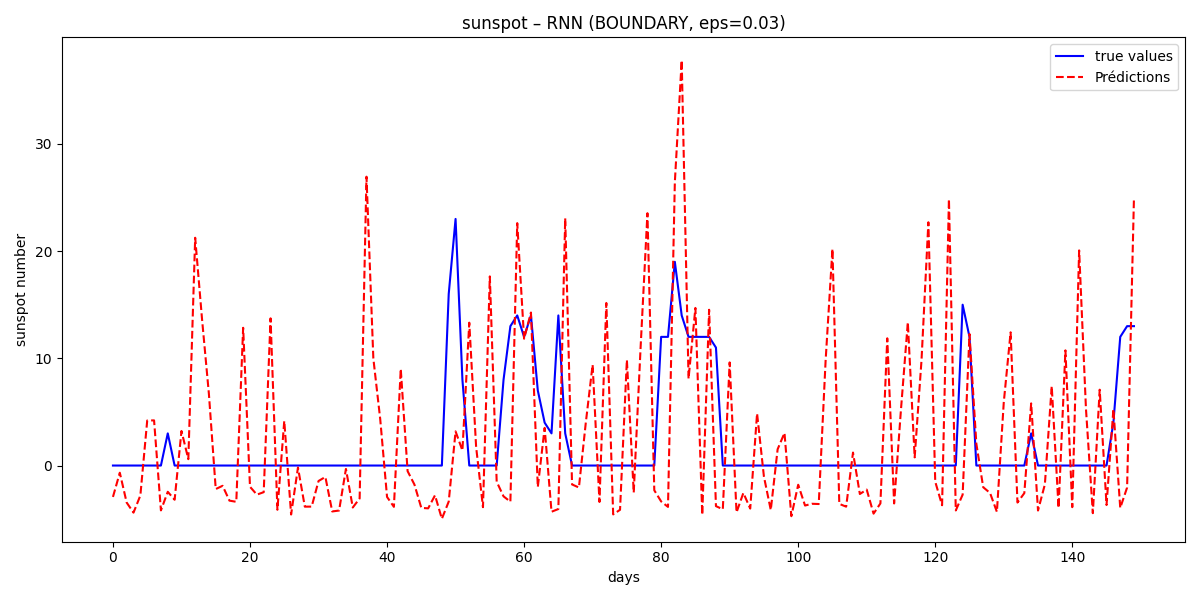 sunspot – RNN (BOUNDARY, eps=0.03)
true values
Prédictions
sunspot number
30
20
10
0
0 20 40 60 80 100 120 140
days